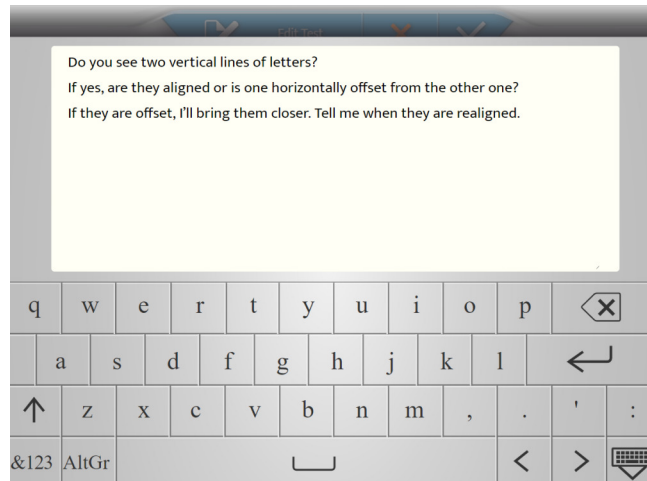 Edit Test
Do you see two vertical lines of letters?
If yes, are they aligned or is one horizontally offset from the other one?
If they are offset, I'll bring them closer. Tell me when they are realigned.
q w e r t y u i o p
a s d f g h j k l
z x c v b n m , . ' :
&123 AltGr < >